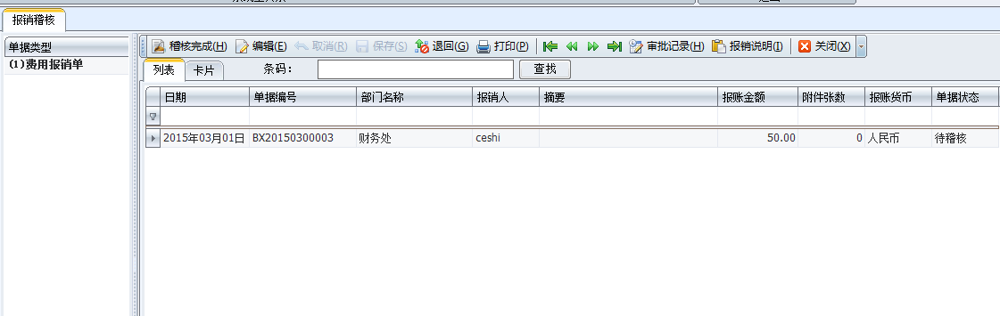 报销稽核
单据类型
(1)费用报销单
稽核完成(H) 编辑(E) 取消(R) 保存(S) 退回(G) 打印(P) 审批记录(H) 报销说明(I) 关闭(X)
列表 卡片 条码： 查找
日期 单据编号 部门名称 报销人 摘要 报账金额 附件张数 报账货币 单据状态
2015年03月01日 BX20150300003 财务处 ceshi 50.00 0 人民币 待稽核